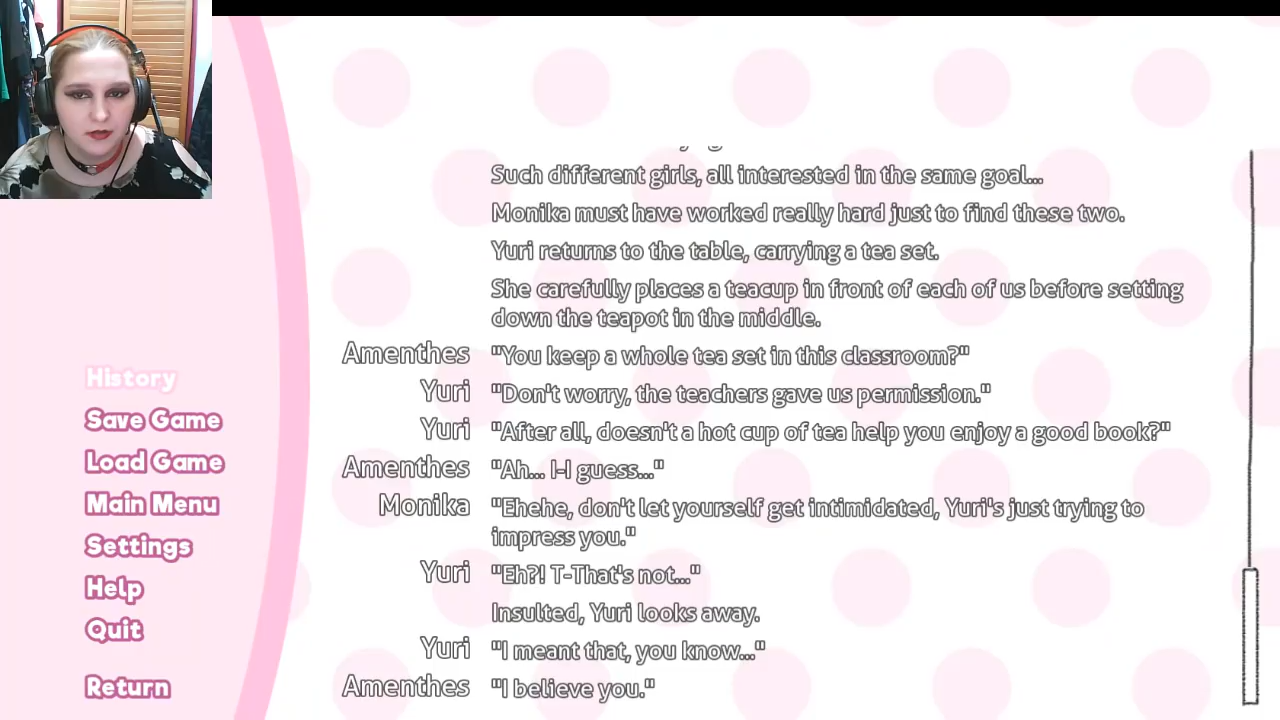 Such different girls, all interested in the same goal...
Monika must have worked really hard just to find these two.
Yuri returns to the table, carrying a tea set.
She carefully places a teacup in front of each of us before setting
down the teapot in the middle.
Amenthes "You keep a whole tea set in this classroom?"
Yuri "Don't worry, the teachers gave us permission."
Yuri "After all, doesn't a hot cup of tea help you enjoy a good book?"
Amenthes "Ah... I-I guess..."
Monika "Ehehe, don't let yourself get intimidated, Yuri's just trying to
impress you."
Yuri "Eh?! T-That's not..."
Insulted, Yuri looks away.
Yuri "I meant that, you know..."
Amenthes "I believe you."
History
Save Game
Load Game
Main Menu
Settings
Help
Quit
Return